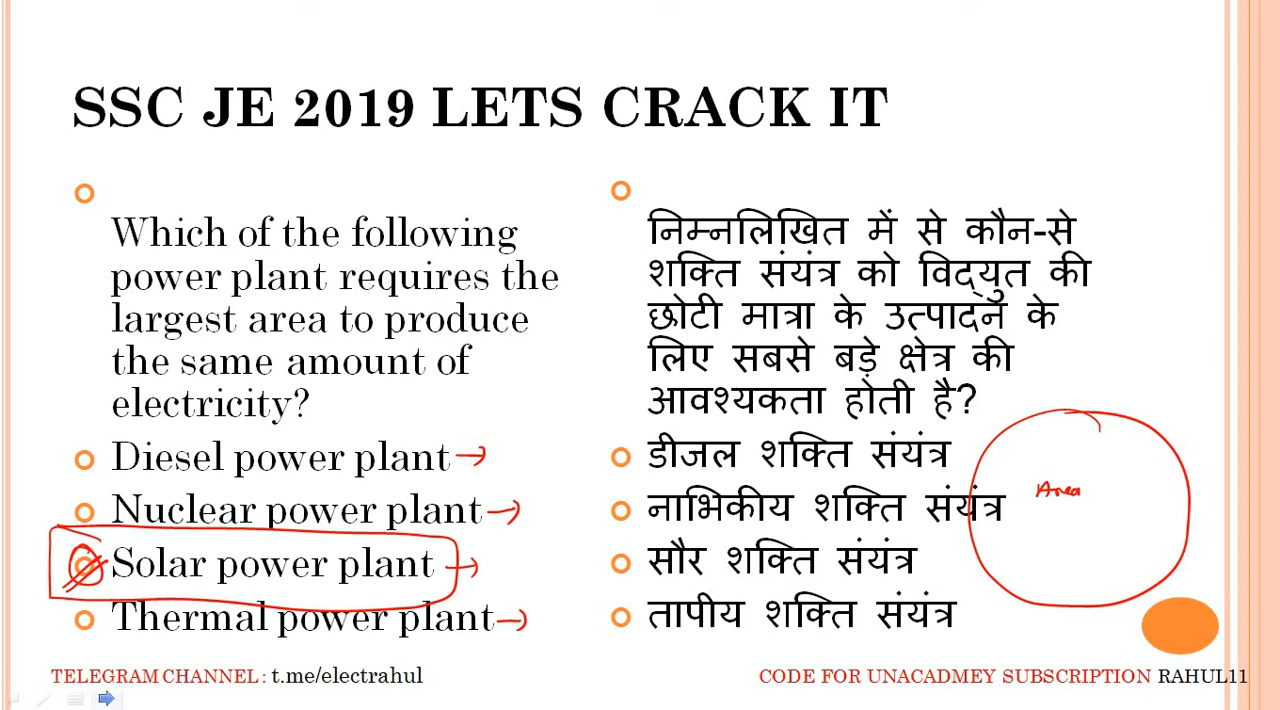 SSC JE 2019 LETS CRACK IT
Which of the following
power plant requires the
largest area to produce
the same amount of
electricity?
Diesel power plant
Nuclear power plant
Solar power plant
Thermal power plant
निम्नलिखित में से कौन-से
शक्ति संयंत्र को विद्युत की
छोटी मात्रा के उत्पादन के
लिए सबसे बड़े क्षेत्र की
आवश्यकता होती है?
डीजल शक्ति संयंत्र
नाभिकीय शक्ति संयंत्र
सौर शक्ति संयंत्र
तापीय शक्ति संयंत्र
Area
TELEGRAM CHANNEL: t.me/electrahul
CODE FOR UNACADMEY SUBSCRIPTION RAHUL11